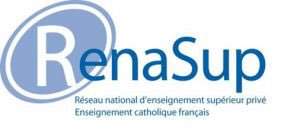 RenaSup
Réseau national d'enseignement supérieur privé
Enseignement catholique français